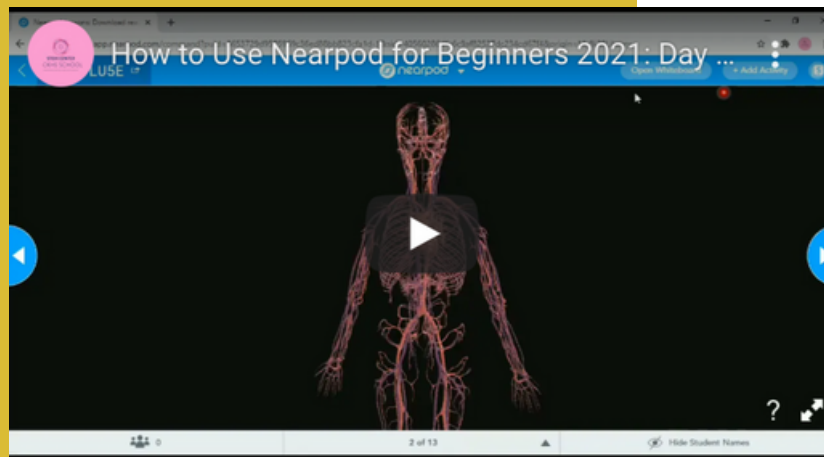 How to Use Nearpod for Beginners 2021: Day ...
LU5E
nearpod
Open Whiteboard
+ Add Activity
?
0
2 of 13
Hide Student Names